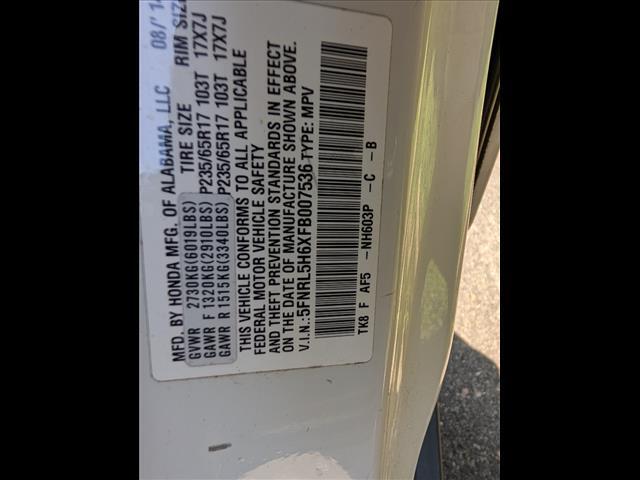 MFD. BY HONDA MFG. OF ALABAMA, LLC 08/'14
TIRE SIZE RIM SIZE
GVWR 2730KG(6019LBS)
GAWR F 1320KG(2910LBS) P235/65R17 103T 17X7J
GAWR R 1515KG(3340LBS) P235/65R17 103T 17X7J
THIS VEHICLE CONFORMS TO ALL APPLICABLE
FEDERAL MOTOR VEHICLE SAFETY
AND THEFT PREVENTION STANDARDS IN EFFECT
ON THE DATE OF MANUFACTURE SHOWN ABOVE.
V.I.N.:5FNRL5H6XFB007536 TYPE: MPV
TK8 F AF5 -NH603P -C -B